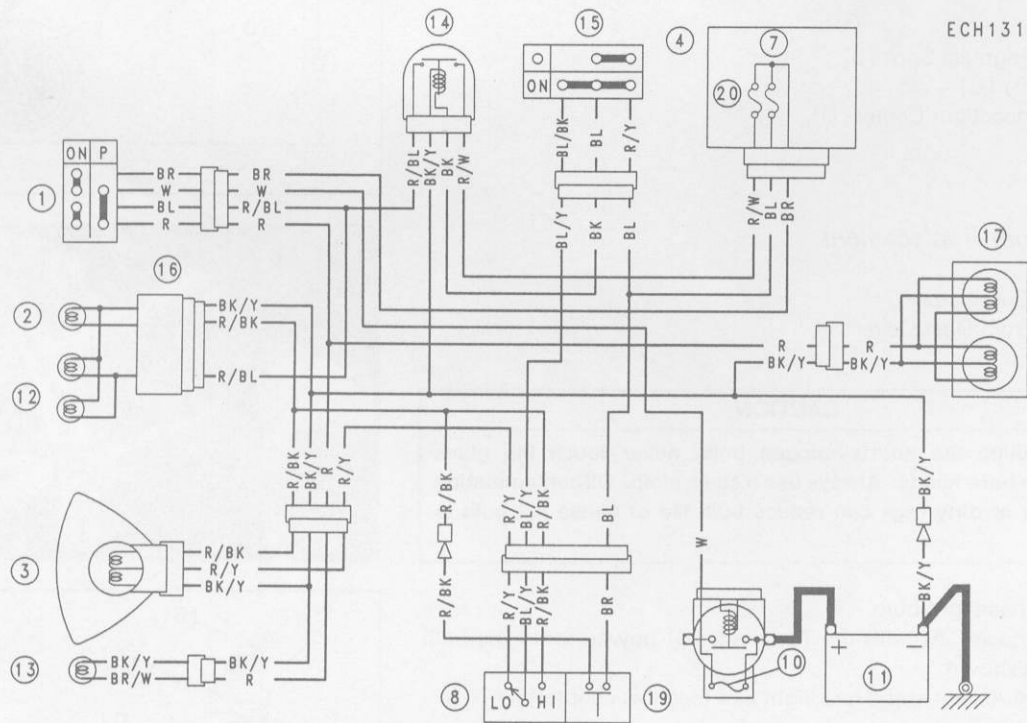 ECH131
14
15
4
7
20
ON
BL/BK
BL
R/Y
R/BL
BK/Y
BK
R/W
ON P
1
BR
W
BL
R
BR
W
R/BL
R
BL/Y
BK
BL
R/W
BL
BR
17
16
2
12
BK/Y
R/BK
R/BL
R
BK/Y
R
BK/Y
R/BK
BK/Y
R
R/Y
R/BK
R/Y
BL/Y
R/BK
BL
W
BK/Y
3
R/BK
R/Y
BK/Y
R/BK
R/Y
BL/Y
R/BK
BR
BK/Y
13
BK/Y
BR/W
BK/Y
R
8
LO
HI
19
10
+
-
11